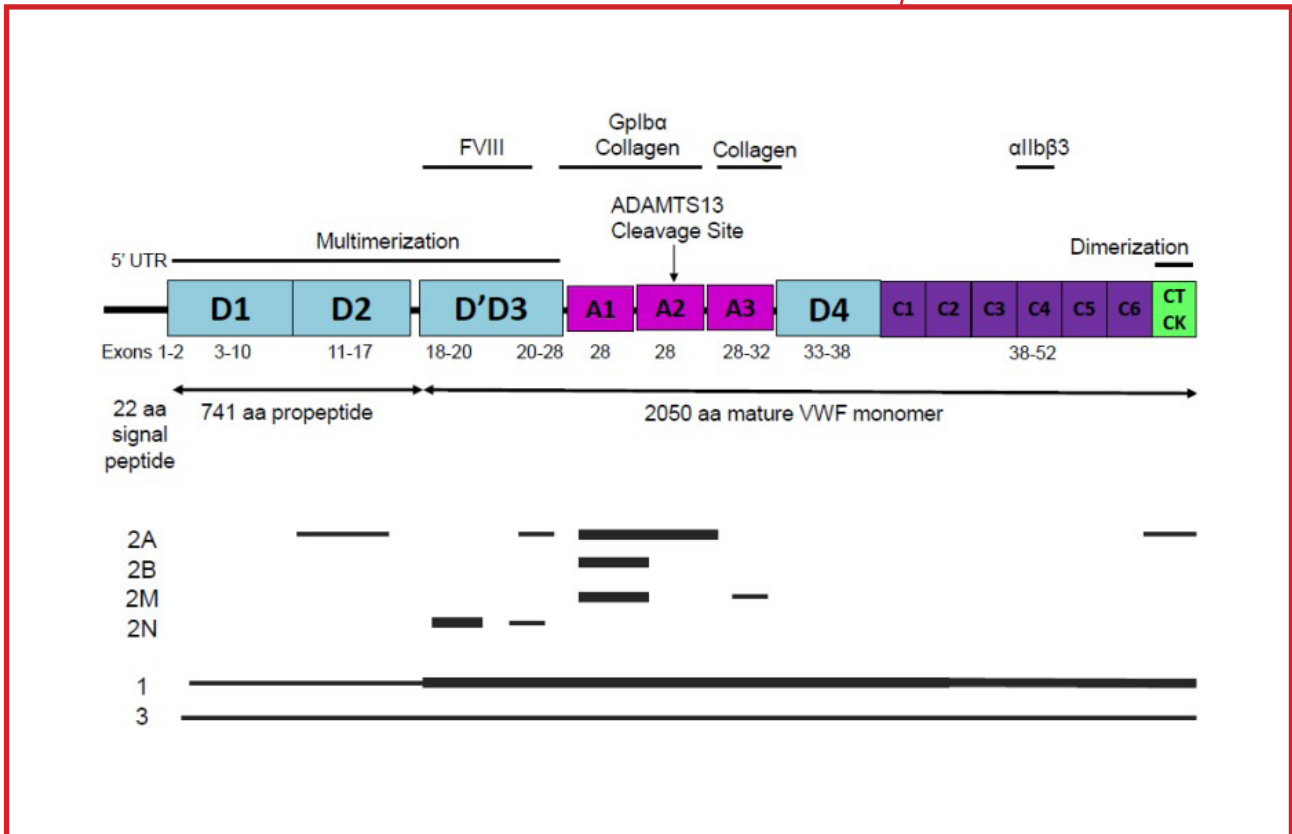 GpIbα
FVIII Collagen Collagen αIIbβ3
ADAMTS13
Cleavage Site
Multimerization
5' UTR
Dimerization
D1 D2 D'D3 A1 A2 A3 D4 C1 C2 C3 C4 C5 C6 CT
CK
Exons 1-2 3-10 11-17 18-20 20-28 28 28 28-32 33-38 38-52
22 aa
signal
peptide
741 aa propeptide 2050 aa mature VWF monomer
2A
2B
2M
2N
1
3